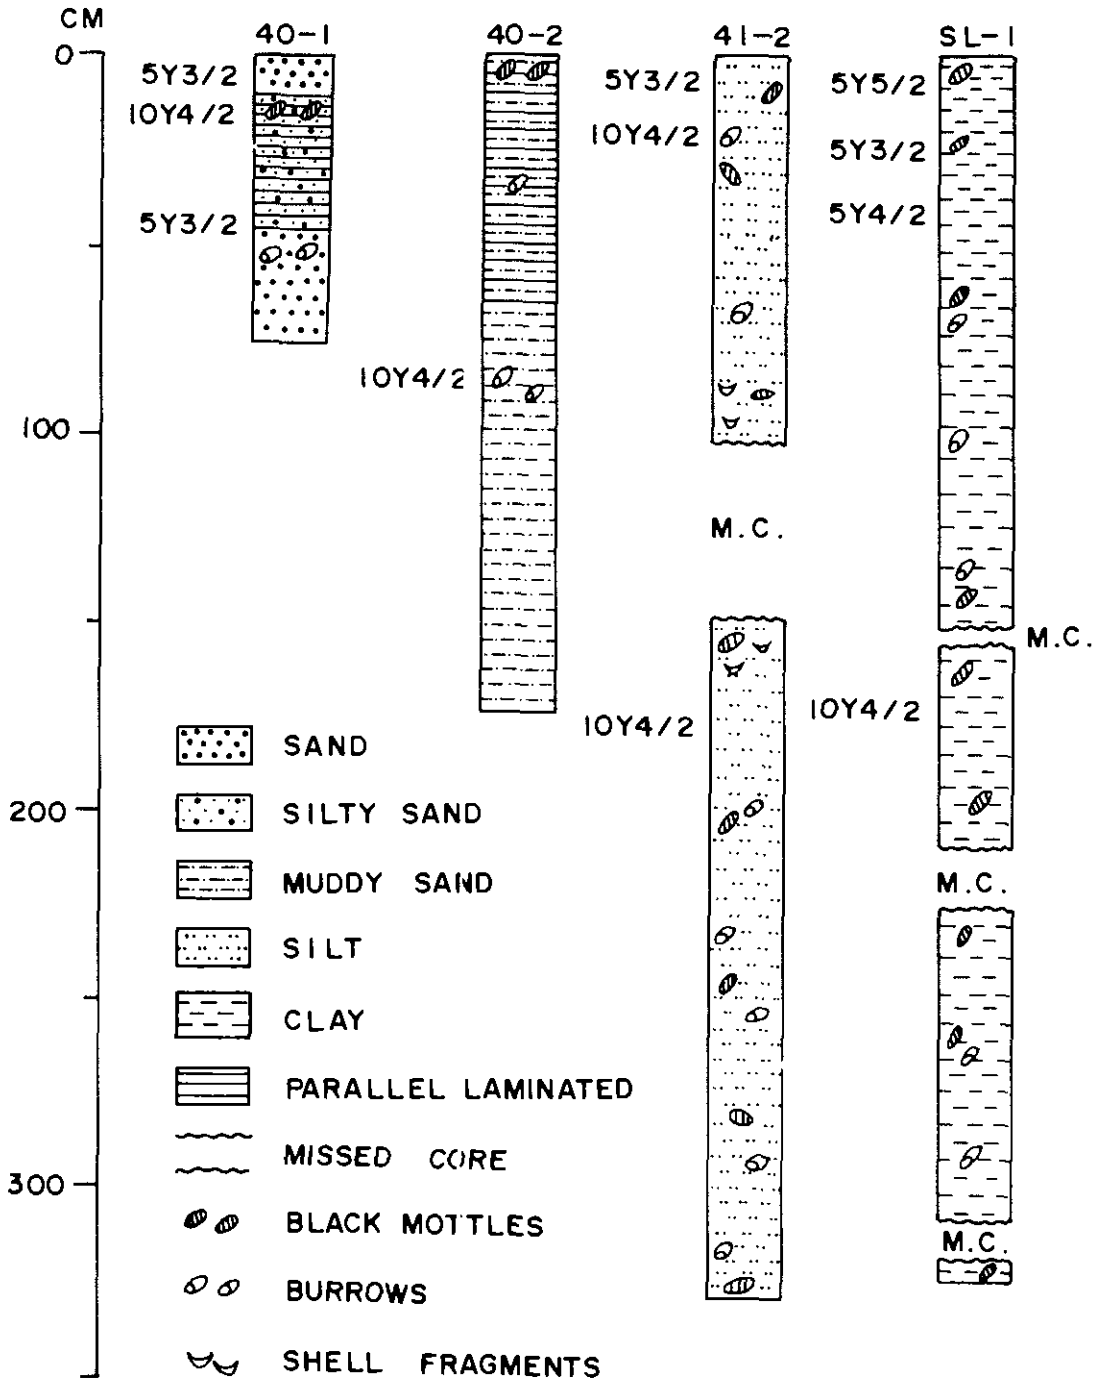 CM
40-1 40-2 41-2 SL-1
0
5Y3/2 5Y3/2 5Y5/2
10Y4/2 10Y4/2
5Y3/2
5Y3/2 5Y4/2
10Y4/2
100
M.C.
M.C.
10Y4/2 10Y4/2
SAND
200
SILTY SAND
MUDDY SAND
M.C.
SILT
CLAY
PARALLEL LAMINATED
MISSED CORE
300
BLACK MOTTLES
M.C.
BURROWS
SHELL FRAGMENTS